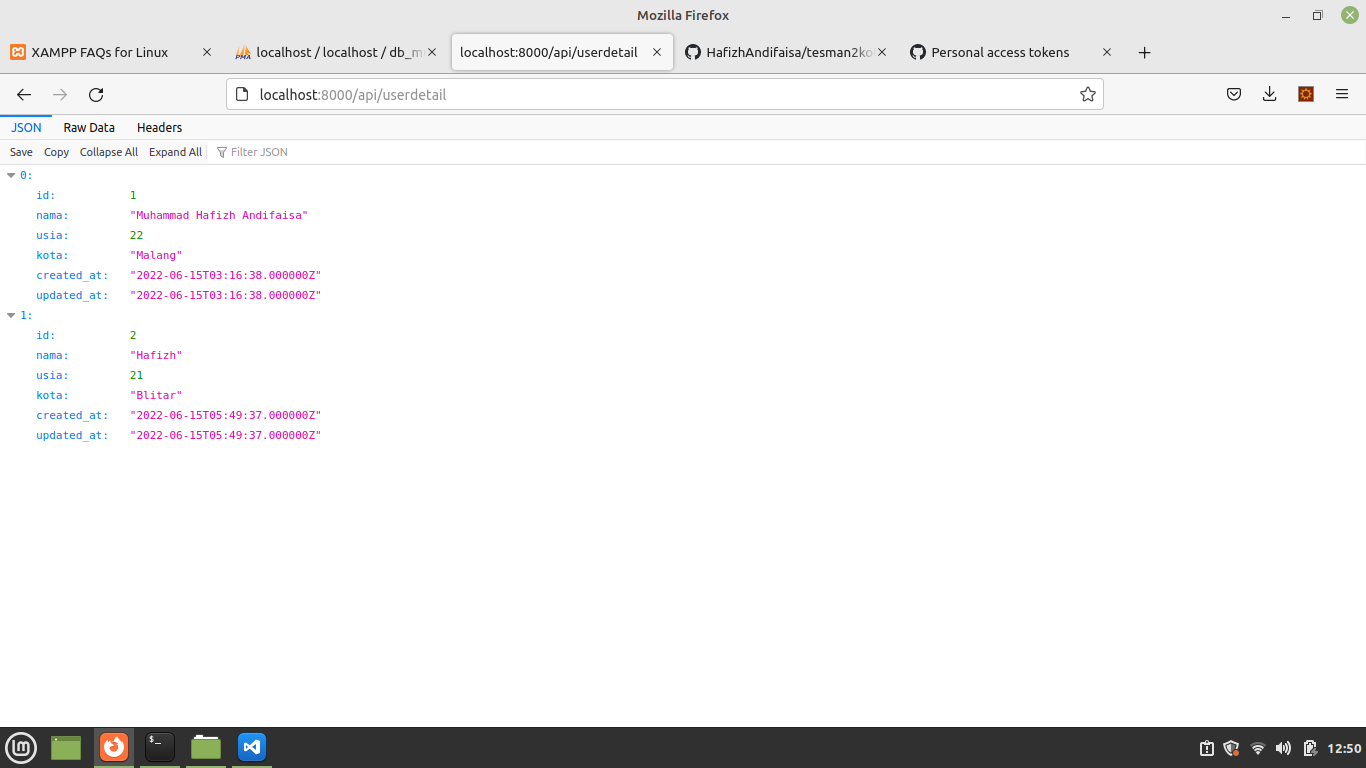 Mozilla Firefox
XAMPP FAQs for Linux
localhost / localhost / db_m
localhost:8000/api/userdetail
HafizhAndifaisa/tesman2ko
Personal access tokens
localhost:8000/api/userdetail
JSON Raw Data Headers
Save Copy Collapse All Expand All Filter JSON
0:
id: 1
nama: "Muhammad Hafizh Andifaisa"
usia: 22
kota: "Malang"
created_at: "2022-06-15T03:16:38.000000Z"
updated_at: "2022-06-15T03:16:38.000000Z"
1:
id: 2
nama: "Hafizh"
usia: 21
kota: "Blitar"
created_at: "2022-06-15T05:49:37.000000Z"
updated_at: "2022-06-15T05:49:37.000000Z"
12:50